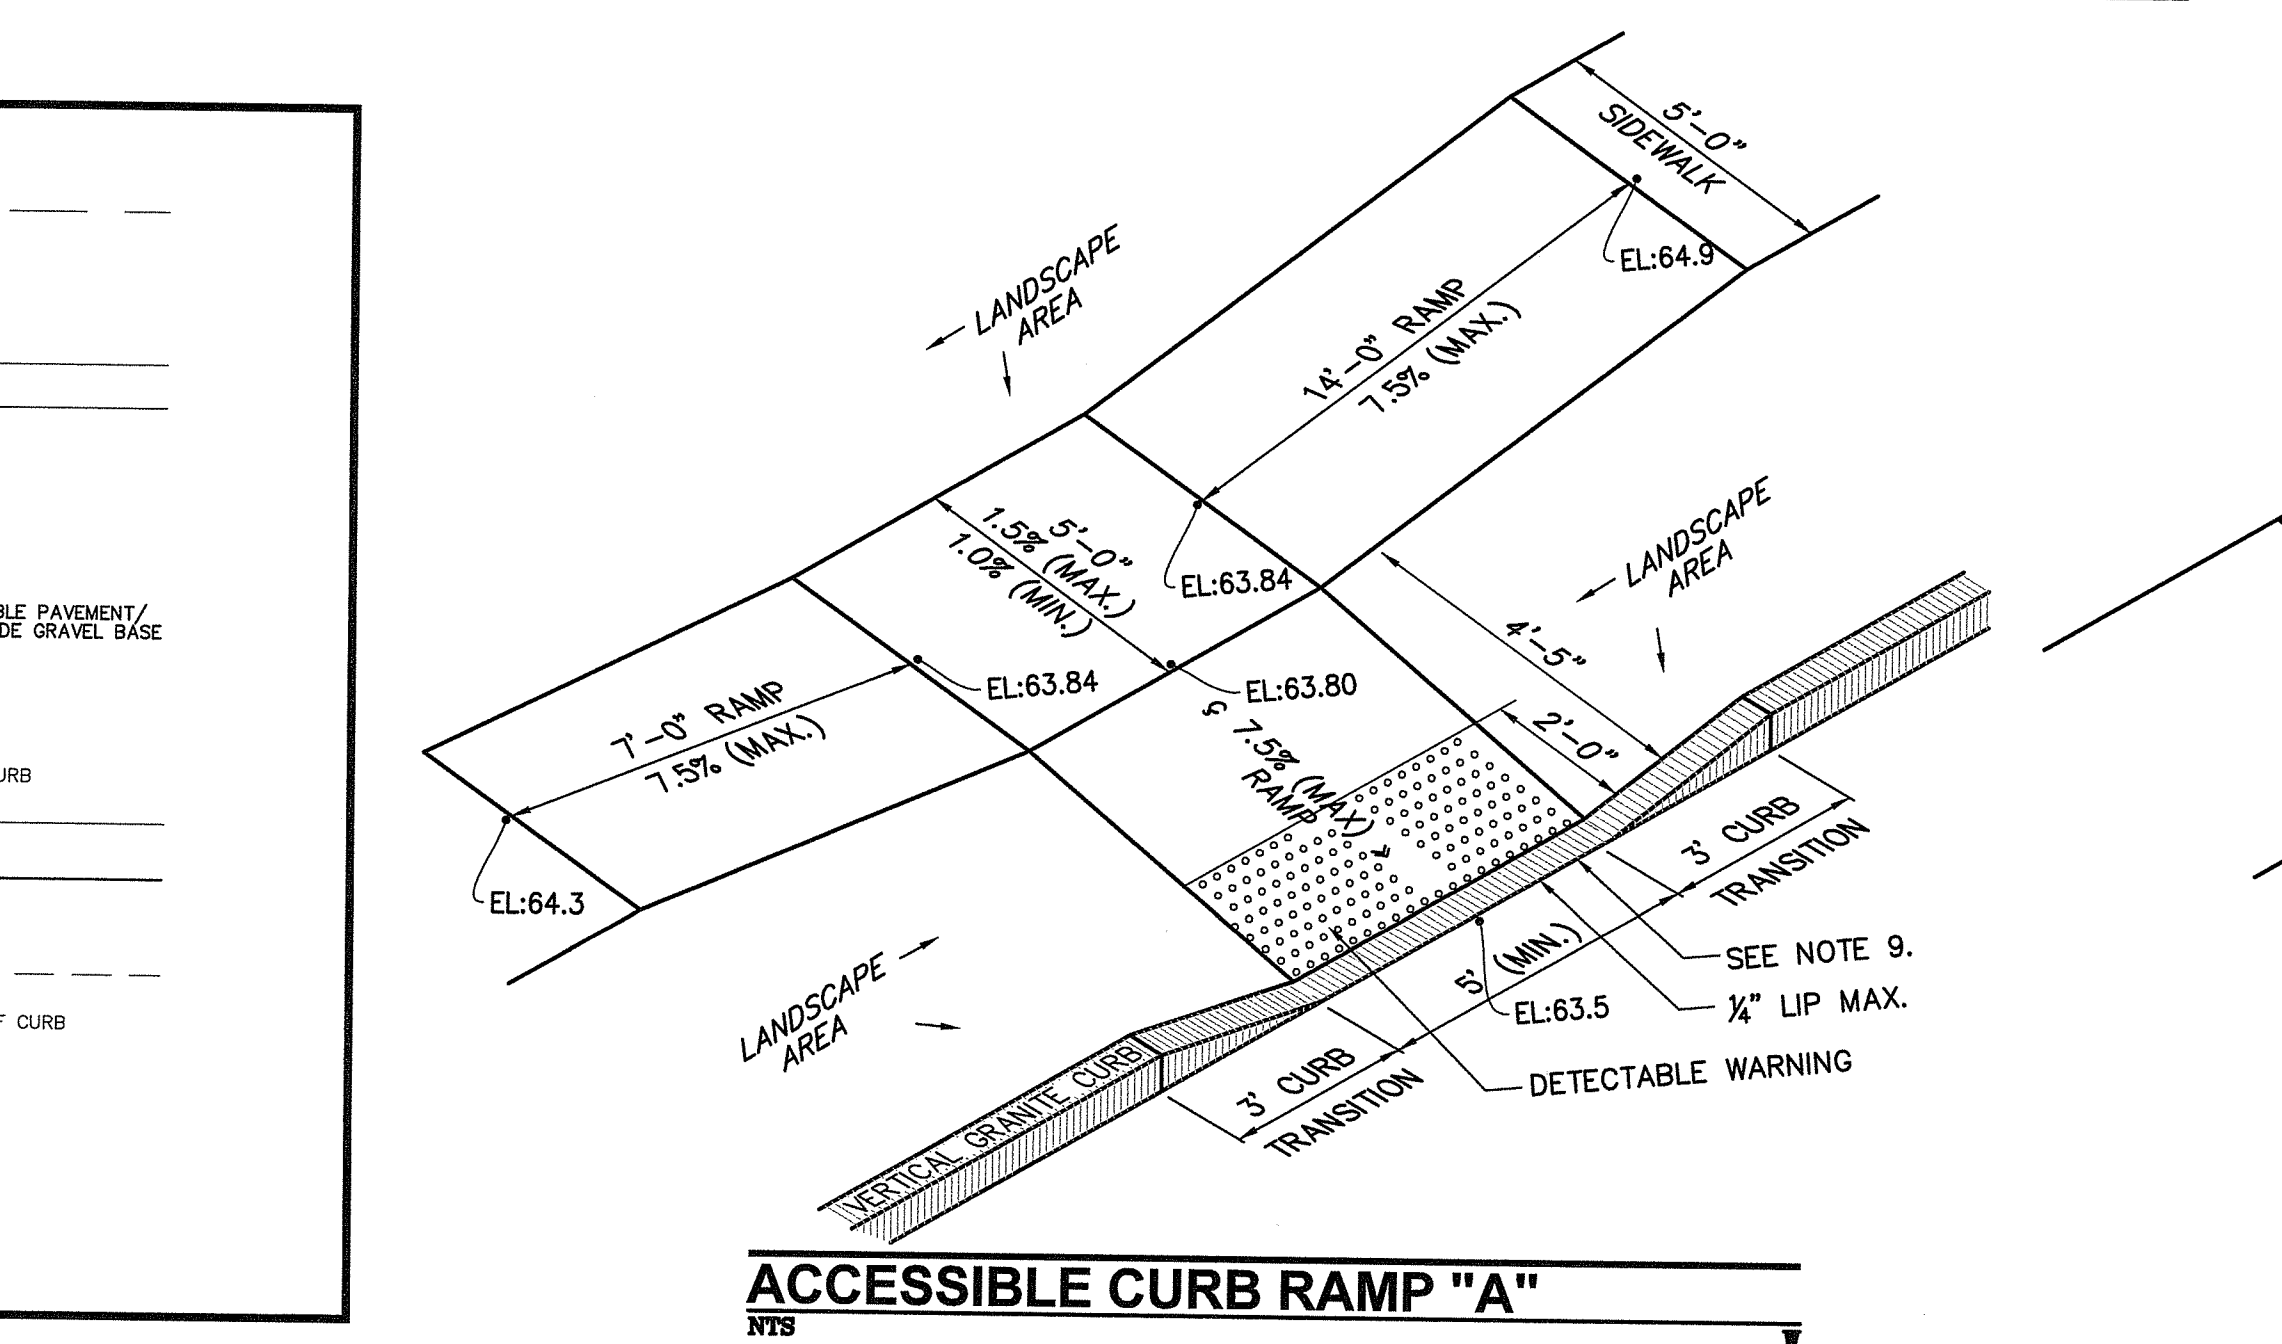 5'-0"
SIDEWALK
EL:64.9
LANDSCAPE
AREA
14'-0" RAMP
7.5% (MAX.)
5'-0"
1.5% (MAX.)
1.0% (MIN.)
EL:63.84
LANDSCAPE
AREA
4'-5"
PAVEMENT/
GRAVEL BASE
EL:63.84
EL:63.80
7'-0" RAMP
7.5% (MAX.)
7.5% (MAX)
RAMP
2'-0"
3' CURB
TRANSITION
EL:64.3
SEE NOTE 9.
5' (MIN.)
¼" LIP MAX.
EL:63.5
CURB
LANDSCAPE
AREA
DETECTABLE WARNING
3' CURB
TRANSITION
VERTICAL GRANITE CURB
ACCESSIBLE CURB RAMP "A"
NTS